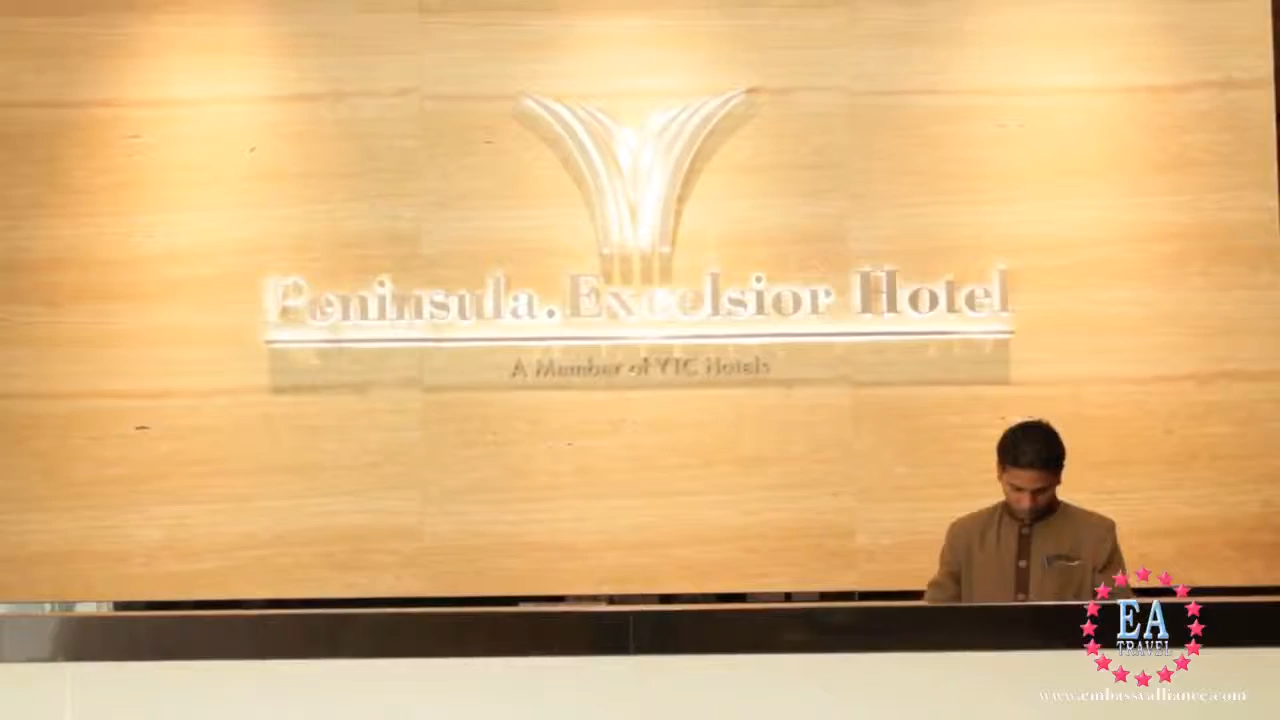 Peninsula.Excelsior Hotel
A Member of YTC Hotels
EA
TRAVEL
www.embassyalliance.com